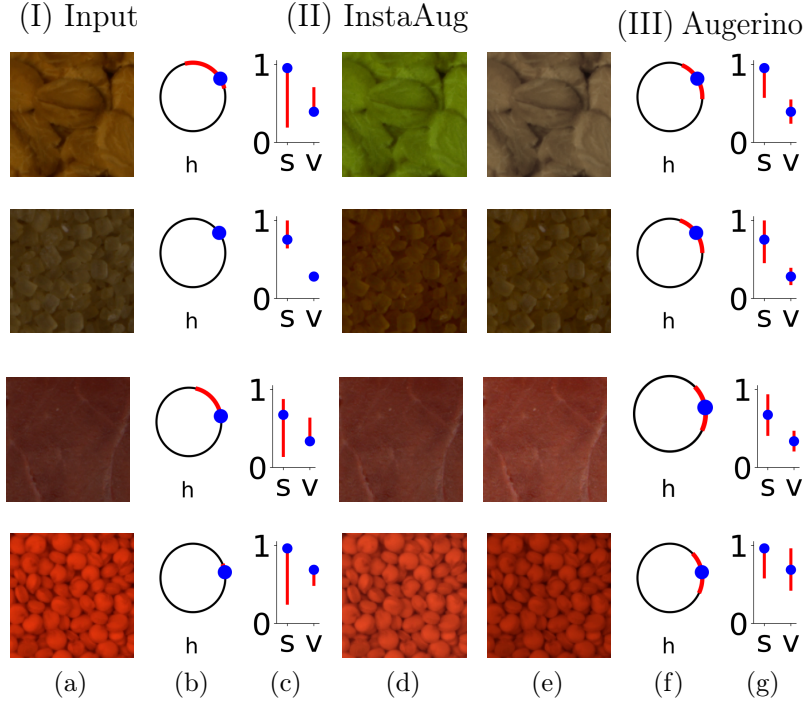 (I) Input (II) InstaAug (III) Augerino
1 1
0 0
h s v h s v
1 1
0 0
h s v h s v
1 1
0 0
h s v h s v
1 1
0 0
h s v h s v
(a) (b) (c) (d) (e) (f) (g)